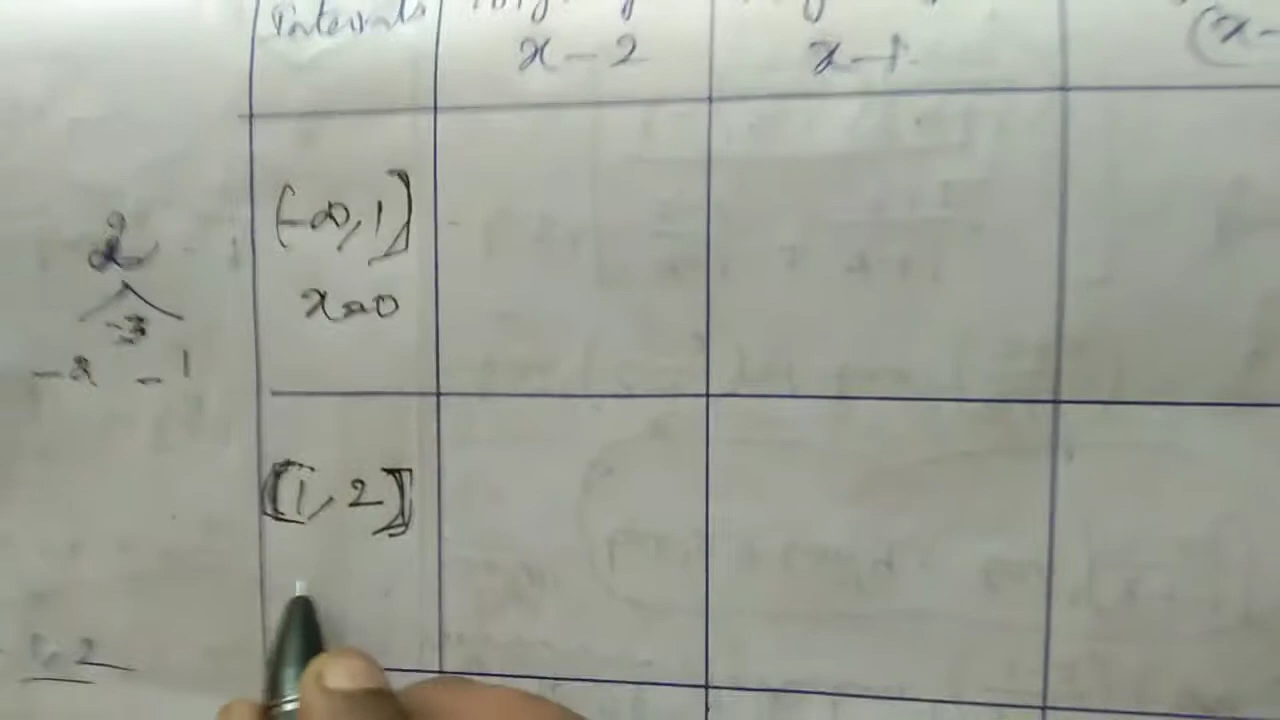 Intervals
x - 2
x - 1
(x -
(-∞, 1]
x = 0
2
-3
-2 -1
[1, 2]